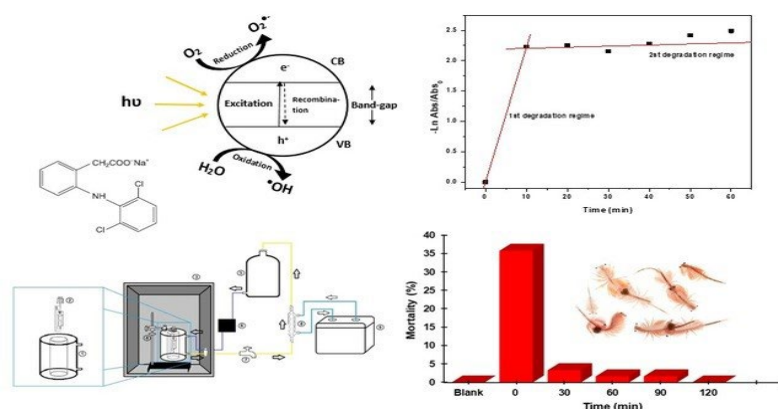 O₂
Reduction
O₂•-
e⁻
CB
hυ
Excitation
Recombina-
tion
Band-gap
h⁺
VB
H₂O
Oxidation
•OH
CH₂COO⁻Na⁺
NH
Cl
Cl
-Ln Abs/Abs₀
2.5
2.0
1.5
1.0
0.5
0.0
2st degradation regime
1st degradation regime
0
10
20
30
40
50
60
Time (min)
Mortality (%)
40
35
30
25
20
15
10
5
0
Blank
0
30
60
90
120
Time (min)